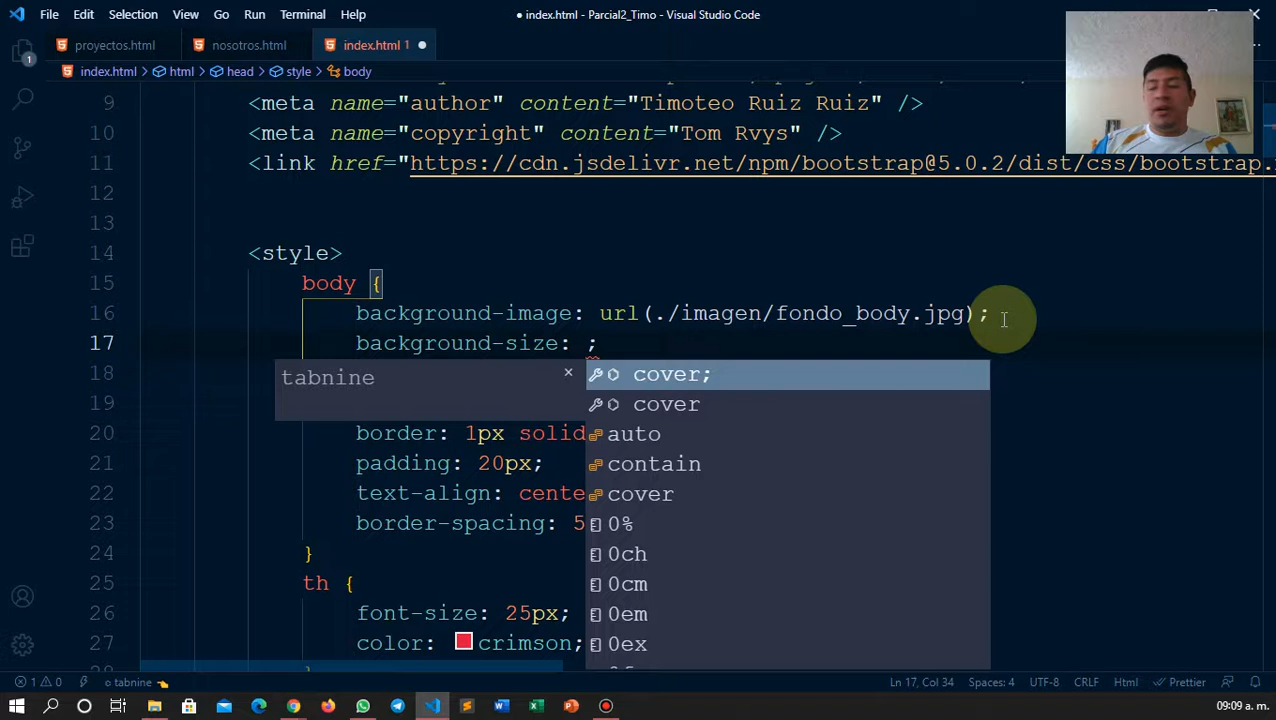 File Edit Selection View Go Run Terminal Help ● index.html - Parcial2_Timo - Visual Studio Code
proyectos.html nosotros.html index.html 1 ●
index.html > html > head > style > body
9 <meta name="author" content="Timoteo Ruiz Ruiz" />
10 <meta name="copyright" content="Tom Rvys" />
11 <link href="https://cdn.jsdelivr.net/npm/bootstrap@5.0.2/dist/css/bootstrap.
12
13
14 <style>
15 body {
16 background-image: url(./imagen/fondo_body.jpg);
17 background-size: ;
18 tabnine × cover;
19 cover
20 border: 1px solid auto
21 padding: 20px; contain
22 text-align: cente cover
23 border-spacing: 5 0%
24 } 0ch
25 th { 0cm
26 font-size: 25px; 0em
27 color: crimson; 0ex
28 }
1 0 tabnine Ln 17, Col 34 Spaces: 4 UTF-8 CRLF Html Prettier
09:09 a. m.